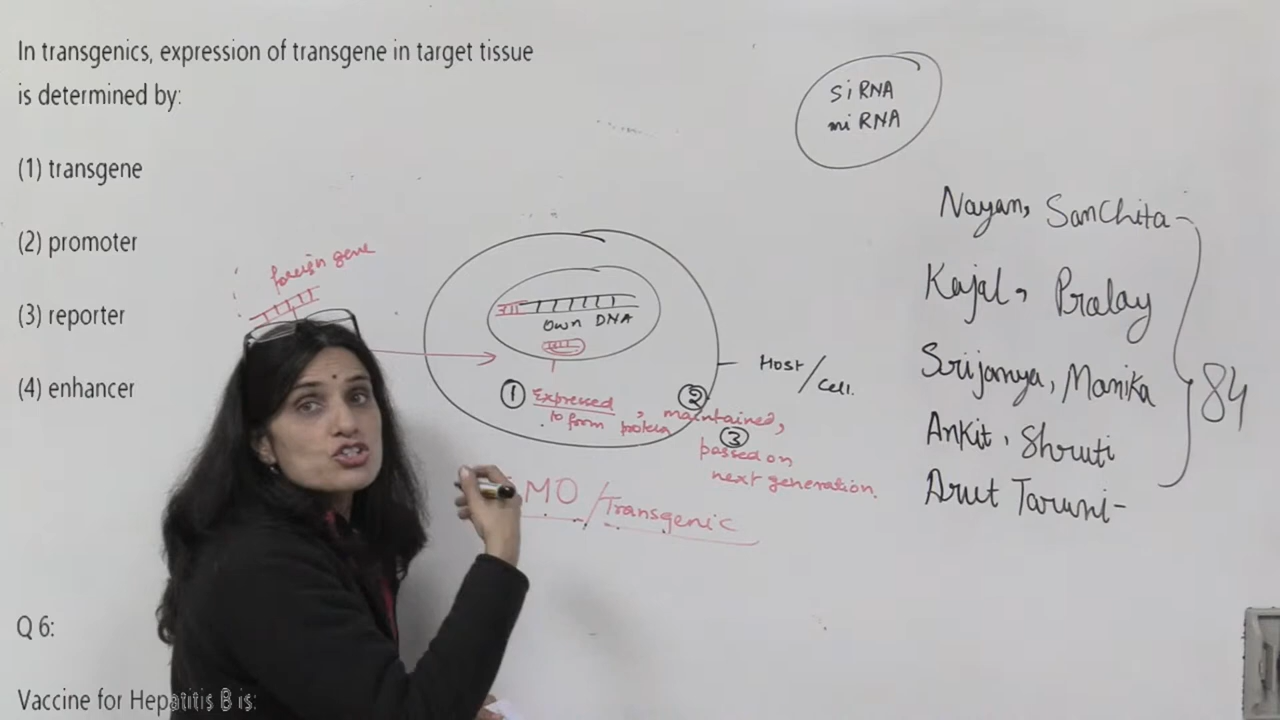 In transgenics, expression of transgene in target tissue
is determined by:
(1) transgene
(2) promoter
(3) reporter
(4) enhancer
Q 6:
Vaccine for Hepatitis B is:
foreign gene
own DNA
Host/
Cell.
1 Expressed, 2 maintained,
to form protein
3 passed on
next generation.
MO/Transgenic
siRNA
miRNA
Nayan, Sanchita-
Kajal, Pralay
Srijanya, Manika
Ankit, Shruti
Arut Taruni-
84